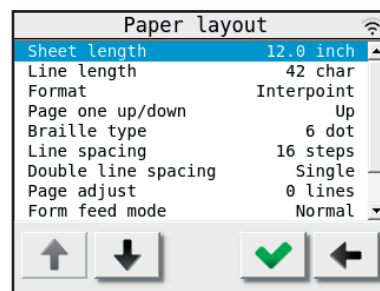 Paper layout
Sheet length 12.0 inch
Line length 42 char
Format Interpoint
Page one up/down Up
Braille type 6 dot
Line spacing 16 steps
Double line spacing Single
Page adjust 0 lines
Form feed mode Normal